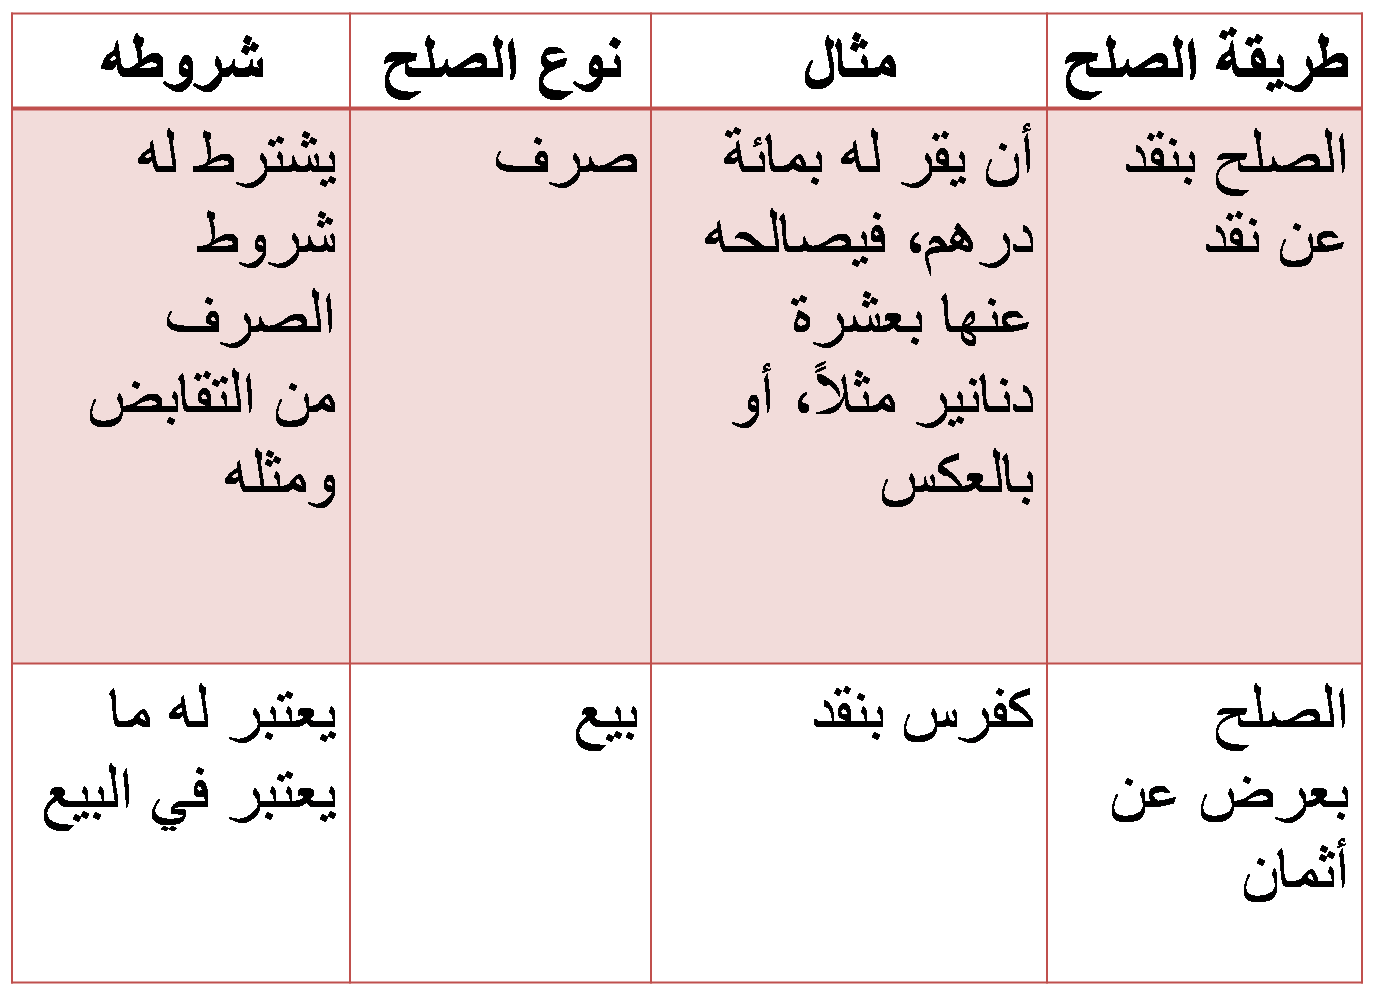 طريقة الصلح
مثال
نوع الصلح
شروطه
الصلح بنقد
عن نقد
أن يقر له بمائة
درهم، فيصالحه
عنها بعشرة
دنانير مثلاً، أو
بالعكس
صرف
يشترط له
شروط
الصرف
من التقابض
ومثله
الصلح
بعرض عن
أثمان
كفرس بنقد
بيع
يعتبر له ما
يعتبر في البيع